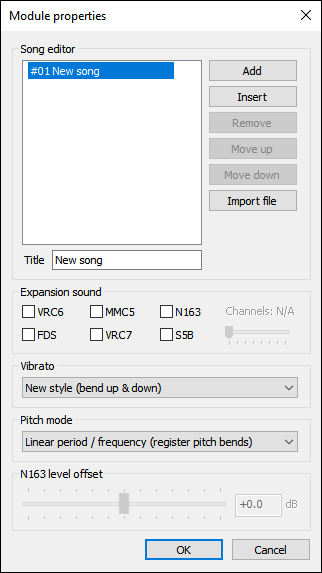 Module properties
Song editor
#01 New song
Add
Insert
Remove
Move up
Move down
Import file
Title New song
Expansion sound
VRC6 MMC5 N163 Channels: N/A
FDS VRC7 S5B
Vibrato
New style (bend up & down)
Pitch mode
Linear period / frequency (register pitch bends)
N163 level offset
+0.0 dB
OK Cancel